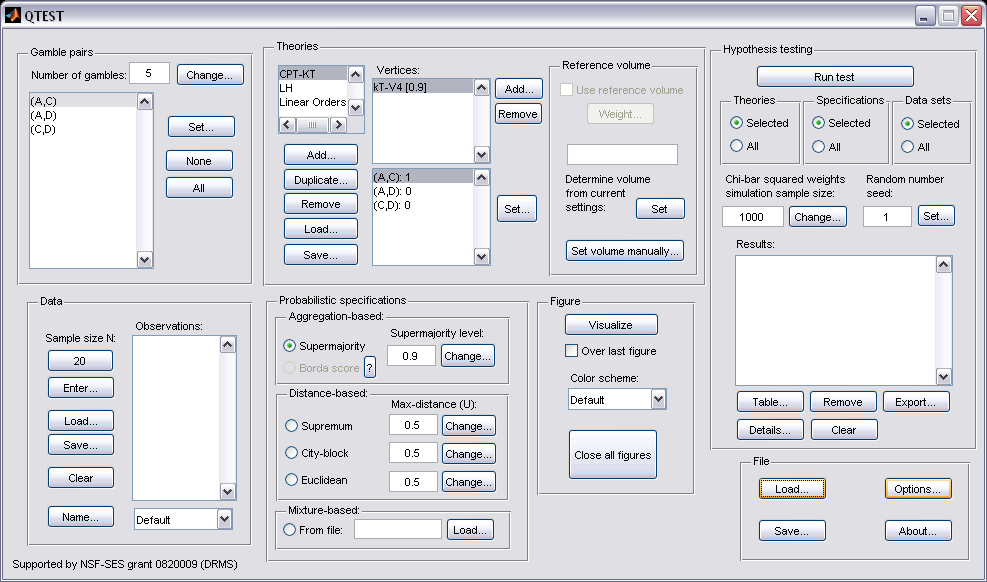 QTEST
Gamble pairs
Number of gambles: 5 Change...
(A,C)
(A,D)
(C,D)
Set...
None
All
Theories
CPT-KT
LH
Linear Orders
Add...
Duplicate...
Remove
Load...
Save...
Vertices:
kT-V4 [0.9]
Add...
Remove
(A,C): 1
(A,D): 0
(C,D): 0
Set...
Reference volume
Use reference volume
Weight...
Determine volume
from current
settings:
Set
Set volume manually...
Hypothesis testing
Run test
Theories
Selected
All
Specifications
Selected
All
Data sets
Selected
All
Chi-bar squared weights
simulation sample size:
1000 Change...
Random number
seed:
1 Set...
Results:
Table... Remove Export...
Details... Clear
Data
Sample size N:
20
Enter...
Load...
Save...
Clear
Name...
Observations:
Default
Probabilistic specifications
Aggregation-based:
Supermajority
Borda score ?
Supermajority level:
0.9 Change...
Distance-based:
Max-distance (U):
Supremum 0.5 Change...
City-block 0.5 Change...
Euclidean 0.5 Change...
Mixture-based:
From file: Load...
Figure
Visualize
Over last figure
Color scheme:
Default
Close all figures
File
Load... Options...
Save... About...
Supported by NSF-SES grant 0820009 (DRMS)